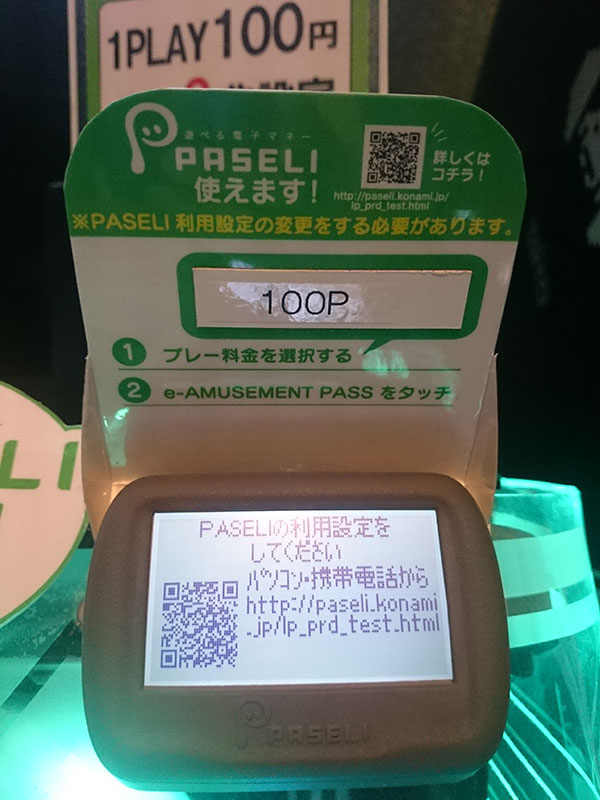 1PLAY100円
遊べる電子マネー
PASELI
使えます!
詳しくは
コチラ!
http://paseli.konami.jp/
lp_prd_test.html
※PASELI 利用設定の変更をする必要があります。
100P
1 プレー料金を選択する
2 e-AMUSEMENT PASS をタッチ
LI
PASELIの利用設定を
してください
パソコン・携帯電話から
http://paseli.konami
.jp/lp_prd_test.html
PASELI